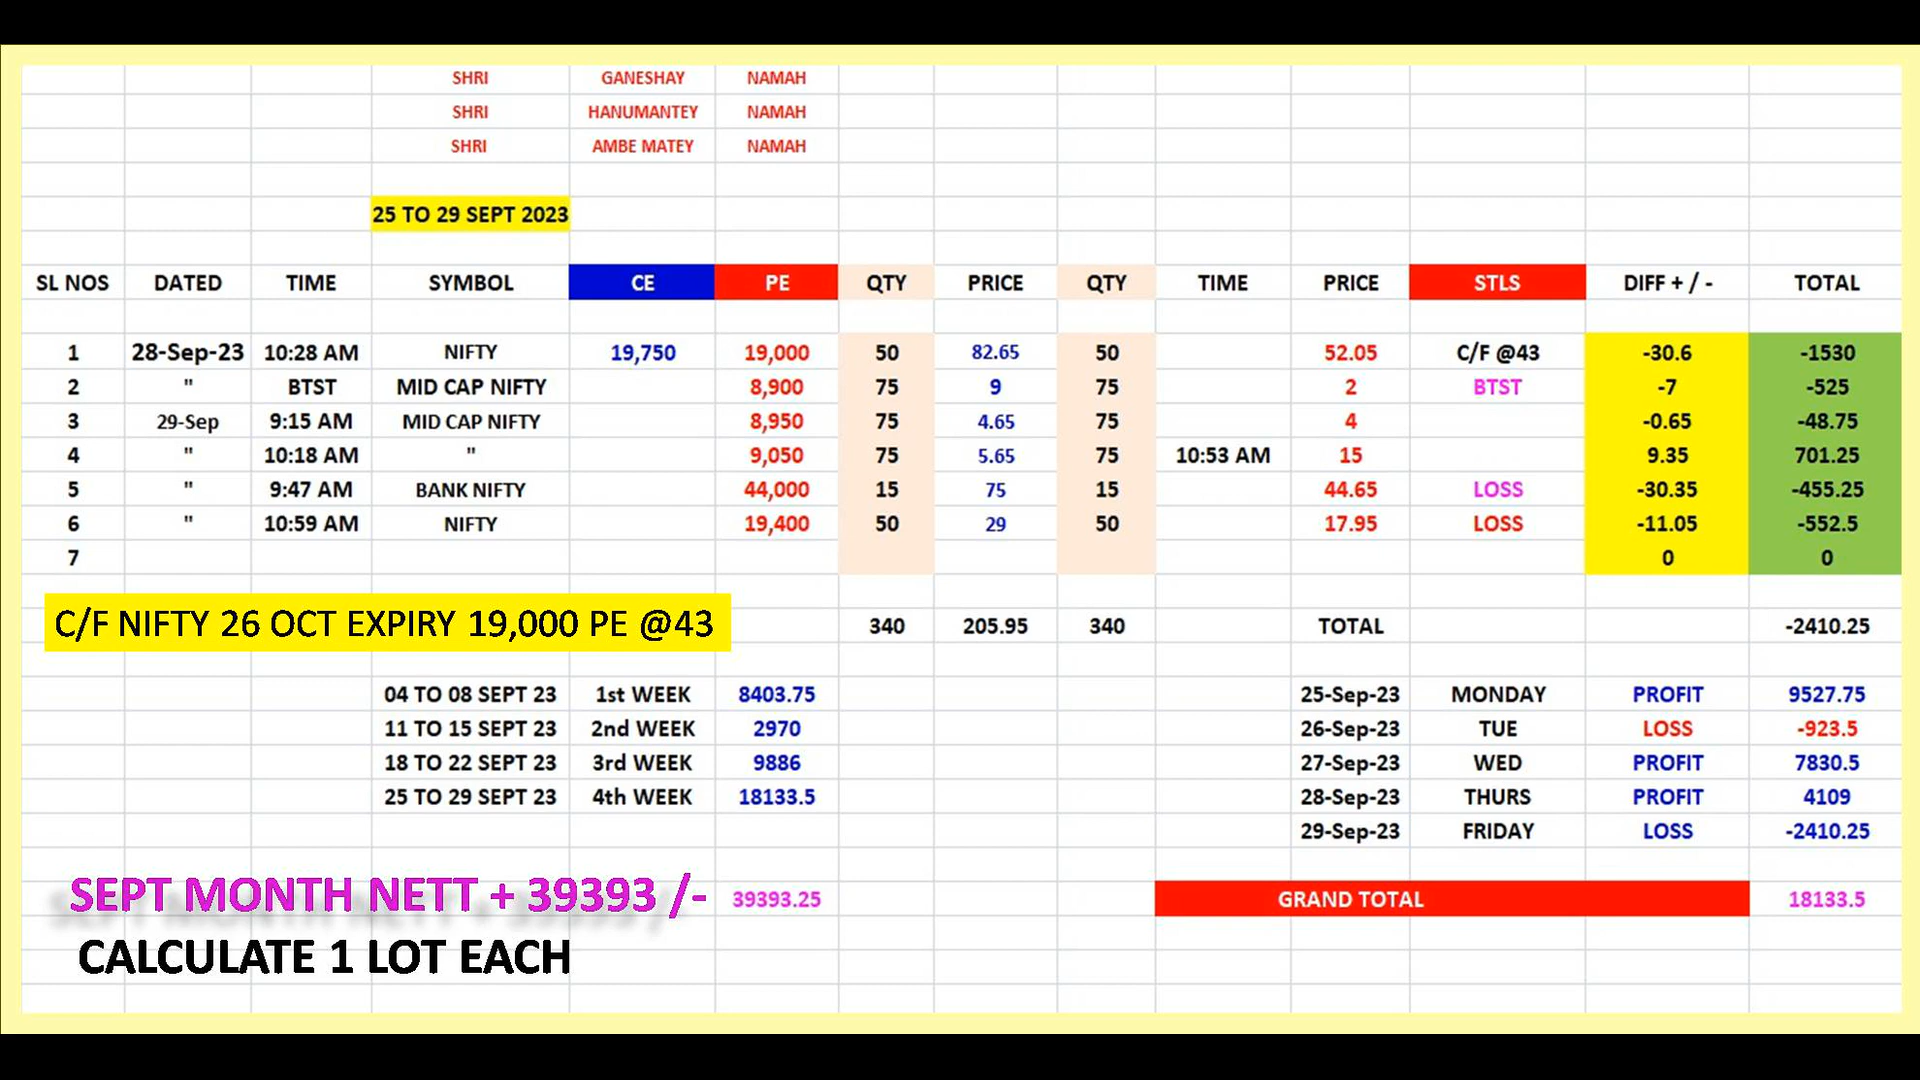 SHRI GANESHAY NAMAH
SHRI HANUMANTEY NAMAH
SHRI AMBE MATEY NAMAH
25 TO 29 SEPT 2023
SL NOS DATED TIME SYMBOL CE PE QTY PRICE QTY TIME PRICE STLS DIFF + / - TOTAL
1 28-Sep-23 10:28 AM NIFTY 19,750 19,000 50 82.65 50 52.05 C/F @43 -30.6 -1530
2 " BTST MID CAP NIFTY 8,900 75 9 75 2 BTST -7 -525
3 29-Sep 9:15 AM MID CAP NIFTY 8,950 75 4.65 75 4 -0.65 -48.75
4 " 10:18 AM " 9,050 75 5.65 75 10:53 AM 15 9.35 701.25
5 " 9:47 AM BANK NIFTY 44,000 15 75 15 44.65 LOSS -30.35 -455.25
6 " 10:59 AM NIFTY 19,400 50 29 50 17.95 LOSS -11.05 -552.5
7 0 0
C/F NIFTY 26 OCT EXPIRY 19,000 PE @43 340 205.95 340 TOTAL -2410.25
04 TO 08 SEPT 23 1st WEEK 8403.75 25-Sep-23 MONDAY PROFIT 9527.75
11 TO 15 SEPT 23 2nd WEEK 2970 26-Sep-23 TUE LOSS -923.5
18 TO 22 SEPT 23 3rd WEEK 9886 27-Sep-23 WED PROFIT 7830.5
25 TO 29 SEPT 23 4th WEEK 18133.5 28-Sep-23 THURS PROFIT 4109
29-Sep-23 FRIDAY LOSS -2410.25
SEPT MONTH NETT + 39393 /- 39393.25 GRAND TOTAL 18133.5
CALCULATE 1 LOT EACH